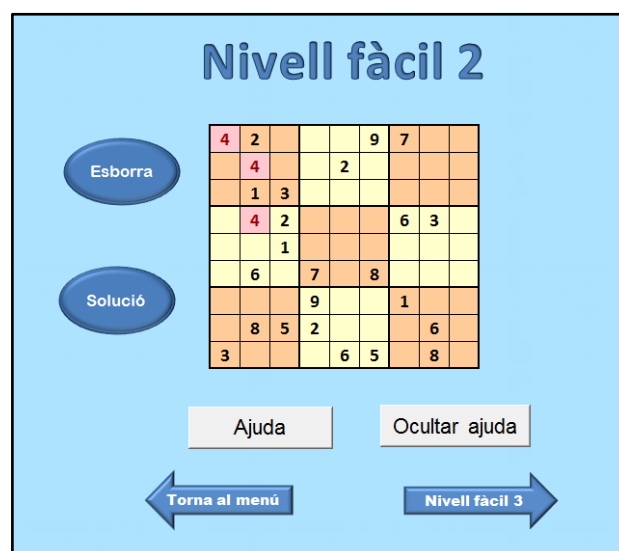 Nivell fàcil 2
4 2 9 7
Esborra
4 2
1 3
4 2 6 3
1
6 7 8
Solució
9 1
8 5 2 6
3 6 5 8
Ajuda
Ocultar ajuda
Torna al menú
Nivell fàcil 3